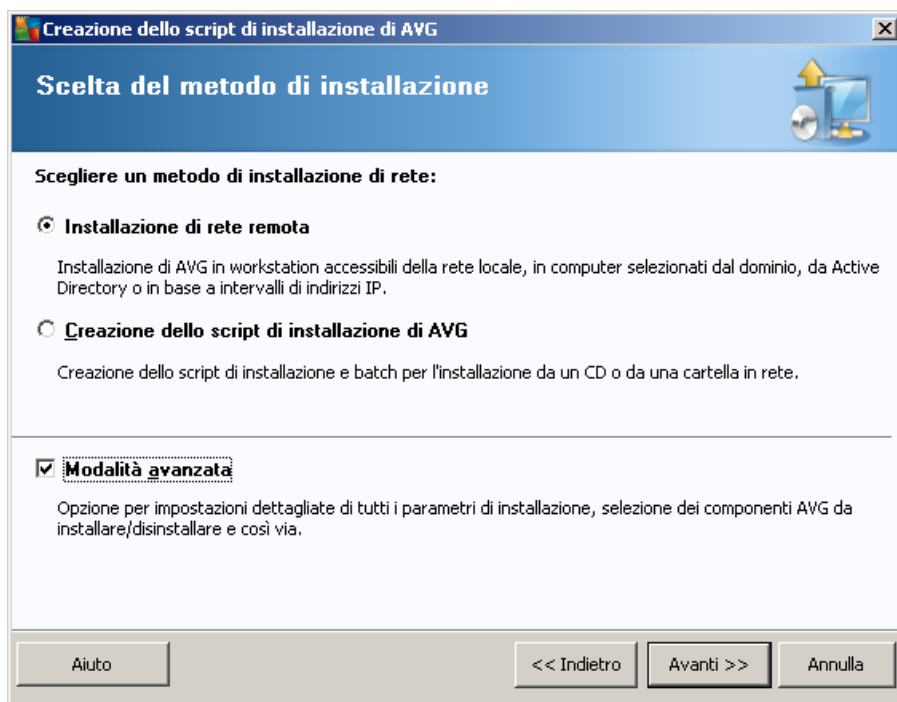 Creazione dello script di installazione di AVG
Scelta del metodo di installazione
Scegliere un metodo di installazione di rete:
Installazione di rete remota
Installazione di AVG in workstation accessibili della rete locale, in computer selezionati dal dominio, da Active
Directory o in base a intervalli di indirizzi IP.
Creazione dello script di installazione di AVG
Creazione dello script di installazione e batch per l'installazione da un CD o da una cartella in rete.
Modalità avanzata
Opzione per impostazioni dettagliate di tutti i parametri di installazione, selezione dei componenti AVG da
installare/disinstallare e così via.
Aiuto
<< Indietro
Avanti >>
Annulla